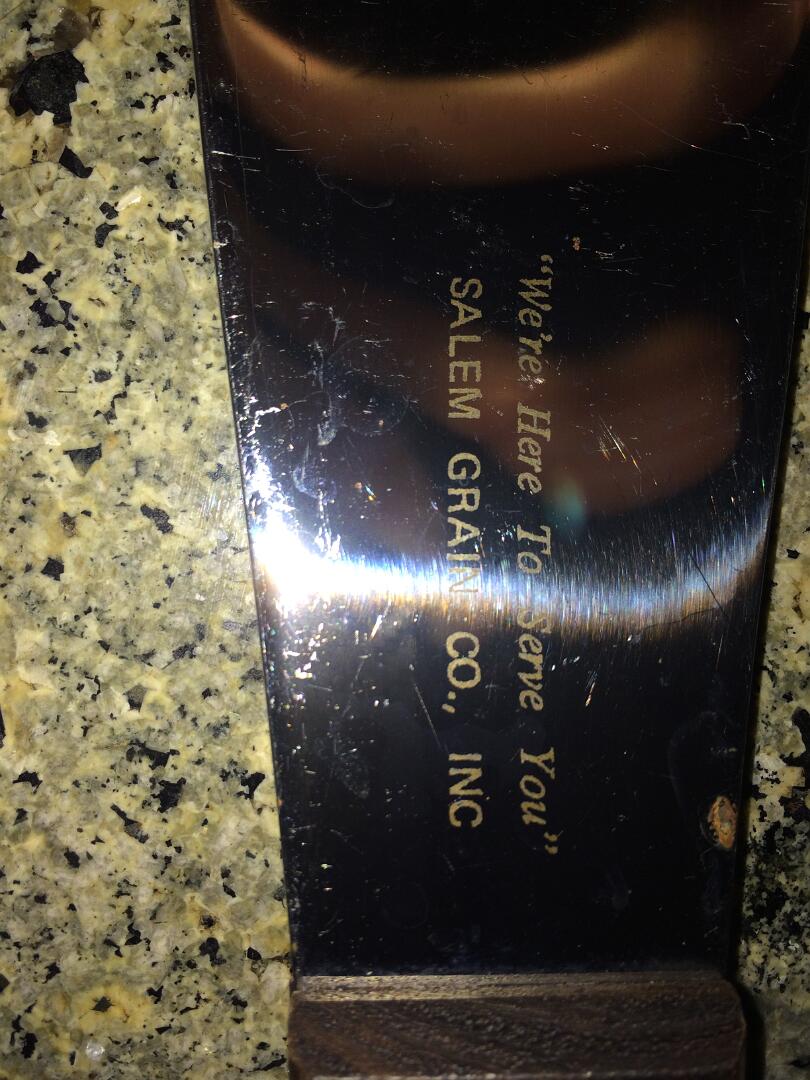 "We're Here To Serve You"
SALEM GRAIN CO., INC